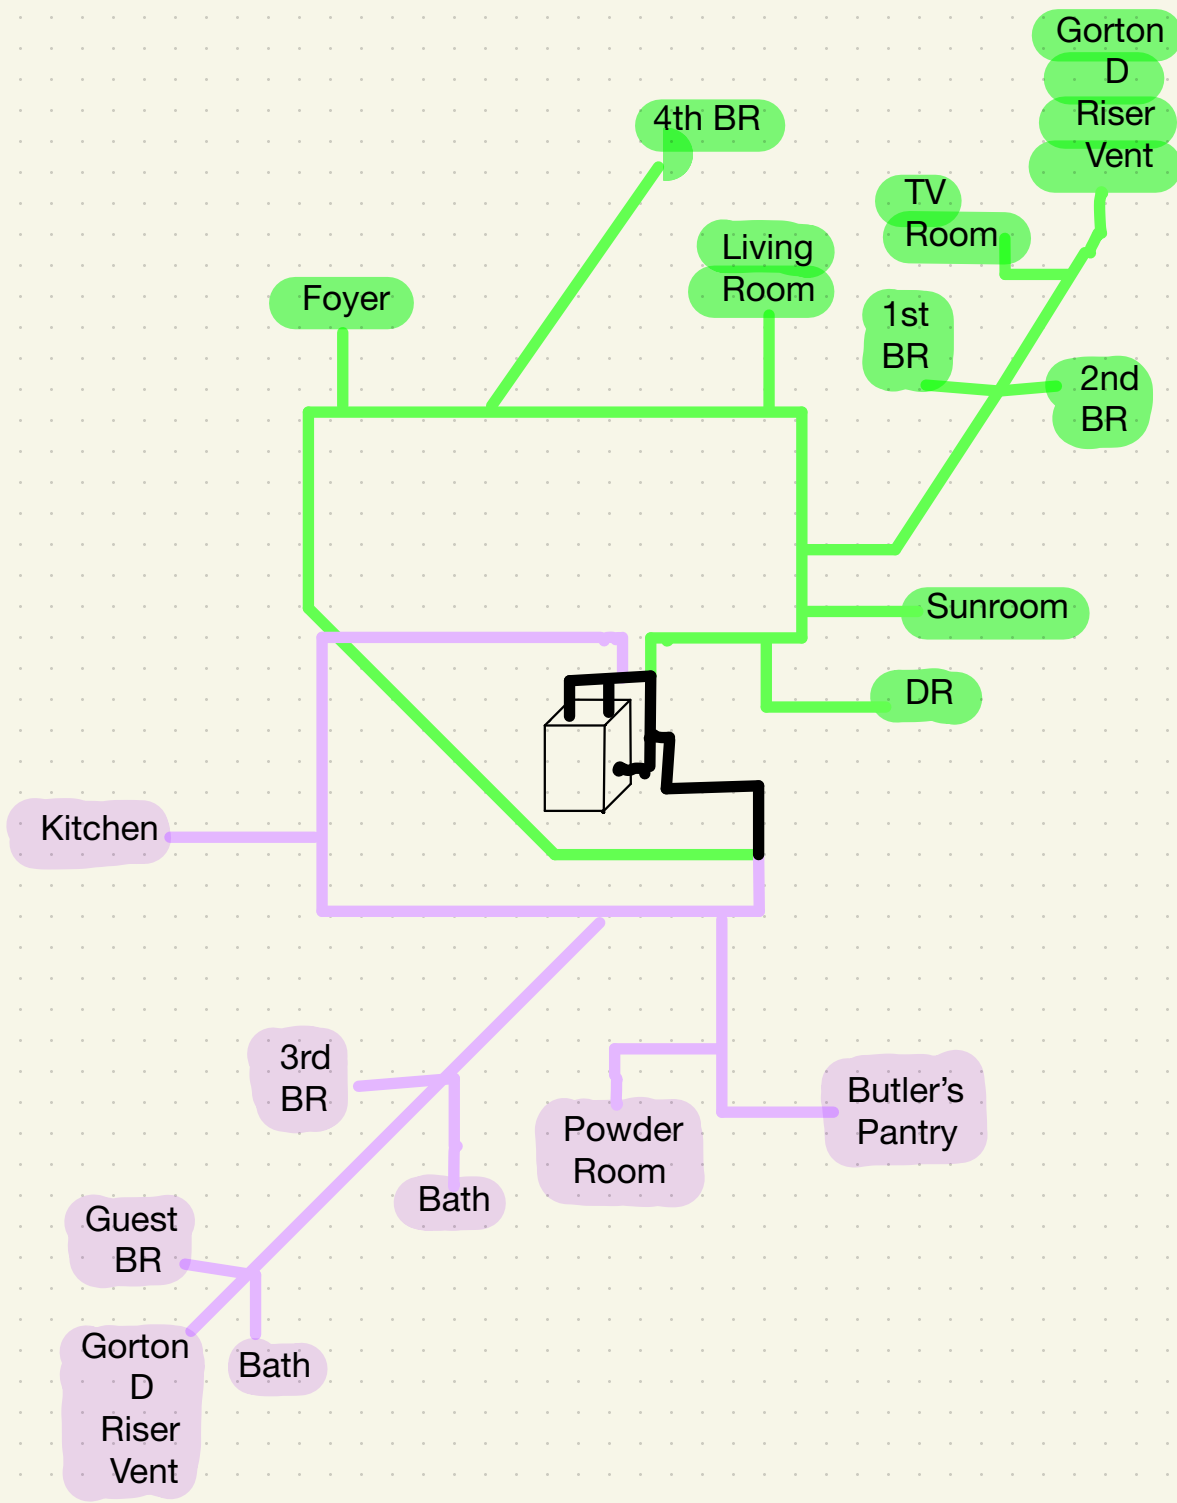 Gorton
D
Riser
Vent
4th BR
TV
Room
Living
Room
Foyer
1st
BR
2nd
BR
Sunroom
DR
Kitchen
3rd
BR
Butler's
Pantry
Powder
Room
Bath
Guest
BR
Gorton
D
Riser
Vent
Bath